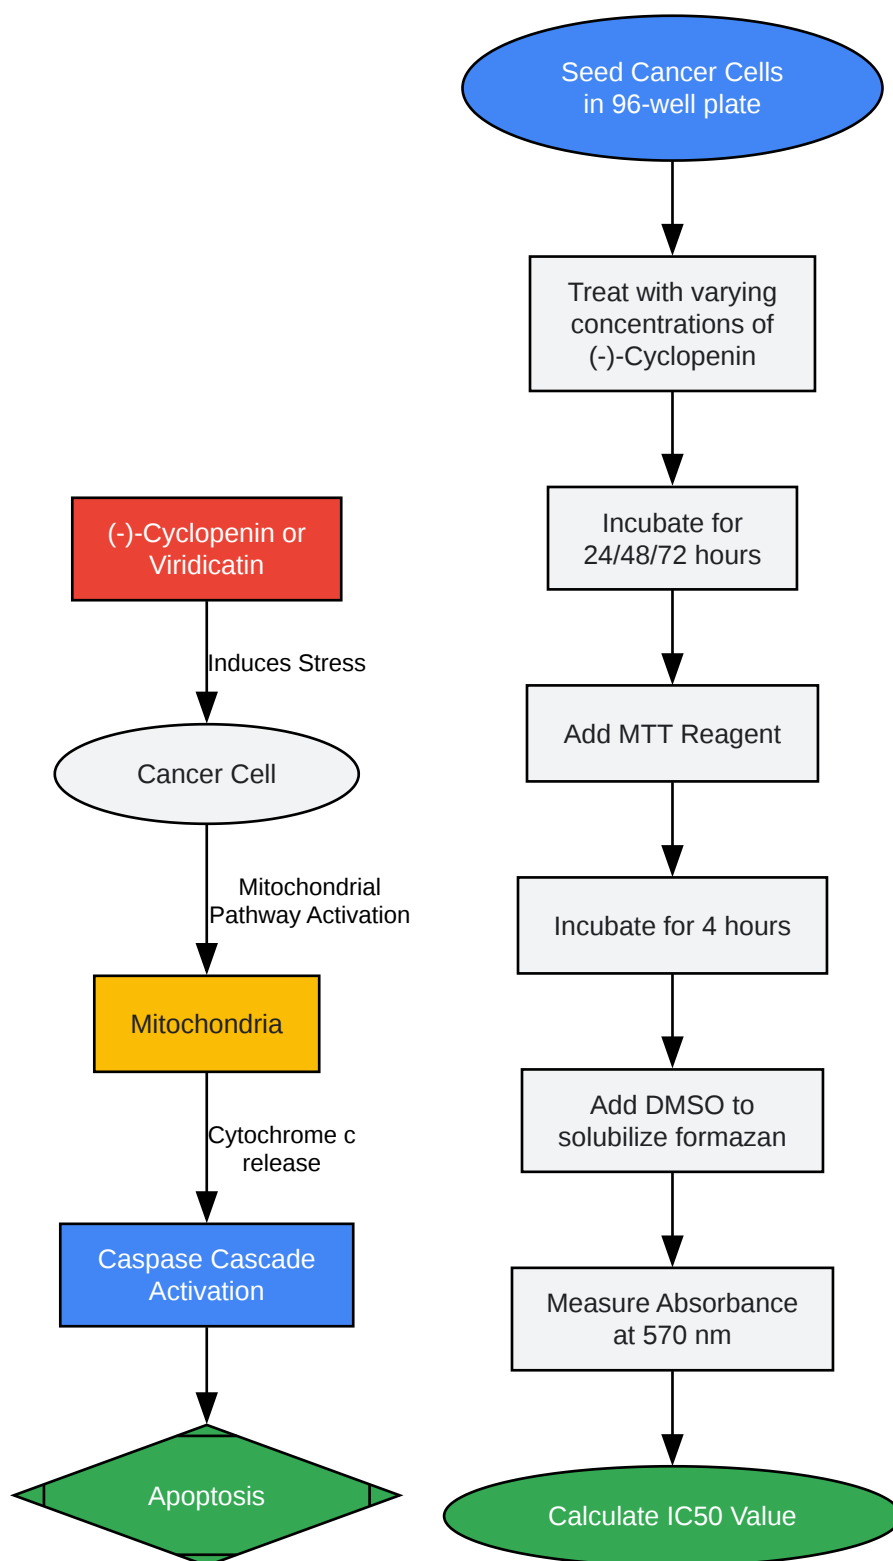 (-)-Cyclopenin or
Viridicatin
Induces Stress
Cancer Cell
Mitochondrial
Pathway Activation
Mitochondria
Cytochrome c
release
Caspase Cascade
Activation
Apoptosis
Seed Cancer Cells
in 96-well plate
Treat with varying
concentrations of
(-)-Cyclopenin
Incubate for
24/48/72 hours
Add MTT Reagent
Incubate for 4 hours
Add DMSO to
solubilize formazan
Measure Absorbance
at 570 nm
Calculate IC50 Value